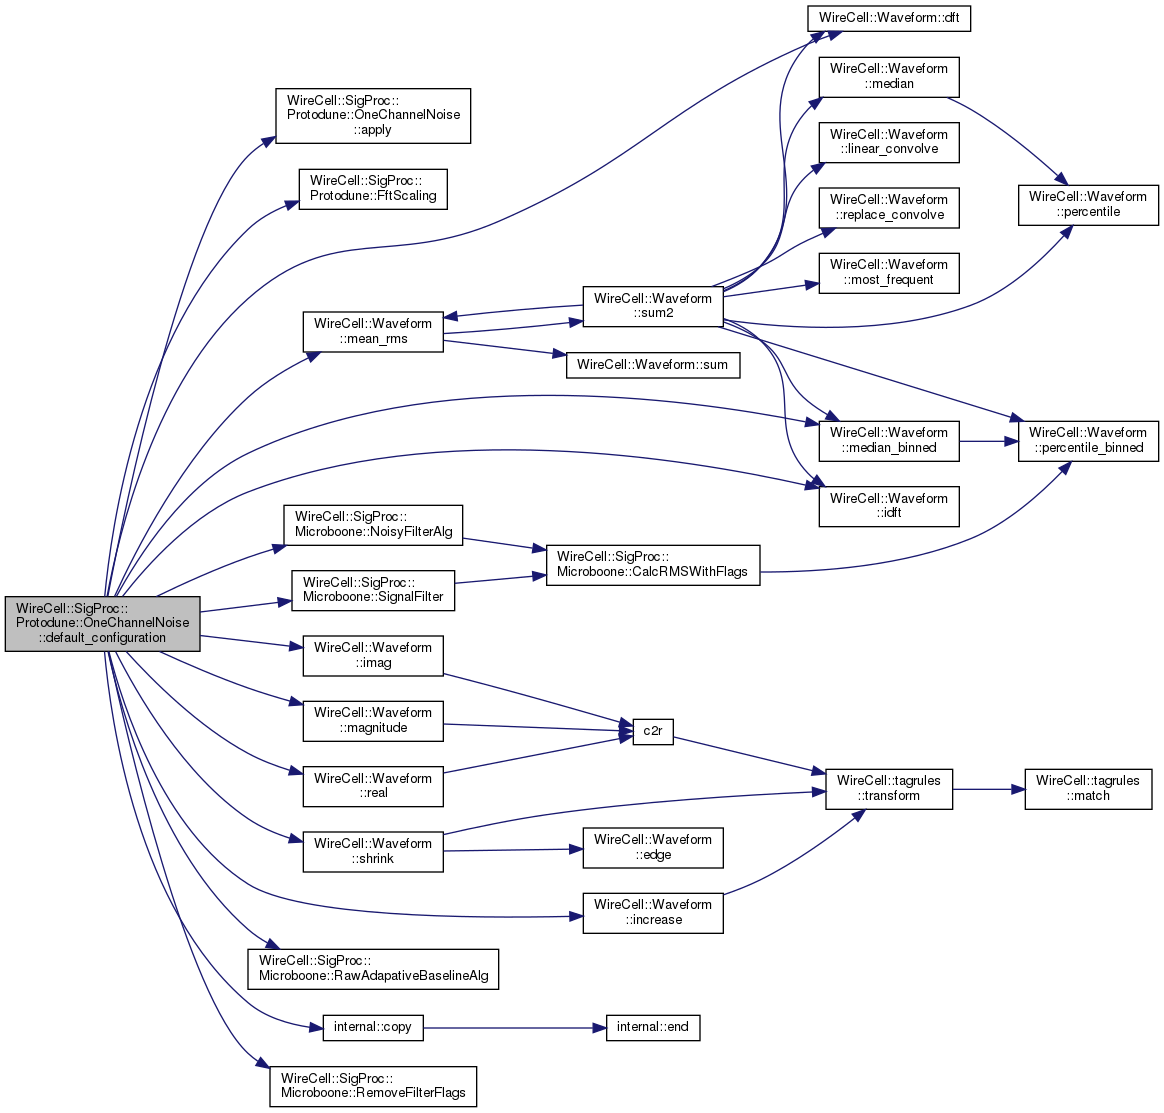 WireCell::Waveform::dft
WireCell::Waveform
::median
WireCell::SigProc::
Protodune::OneChannelNoise
::apply
WireCell::Waveform
::linear_convolve
WireCell::SigProc::
Protodune::FftScaling
WireCell::Waveform
::replace_convolve
WireCell::Waveform
::percentile
WireCell::Waveform
::most_frequent
WireCell::Waveform
::sum2
WireCell::Waveform
::mean_rms
WireCell::Waveform::sum
WireCell::Waveform
::median_binned
WireCell::Waveform
::percentile_binned
WireCell::Waveform
::idft
WireCell::SigProc::
Microboone::NoisyFilterAlg
WireCell::SigProc::
Microboone::CalcRMSWithFlags
WireCell::SigProc::
Microboone::SignalFilter
WireCell::SigProc::
Protodune::OneChannelNoise
::default_configuration
WireCell::Waveform
::imag
WireCell::Waveform
::magnitude
c2r
WireCell::Waveform
::real
WireCell::tagrules
::transform
WireCell::tagrules
::match
WireCell::Waveform
::shrink
WireCell::Waveform
::edge
WireCell::Waveform
::increase
WireCell::SigProc::
Microboone::RawAdapativeBaselineAlg
internal::copy
internal::end
WireCell::SigProc::
Microboone::RemoveFilterFlags